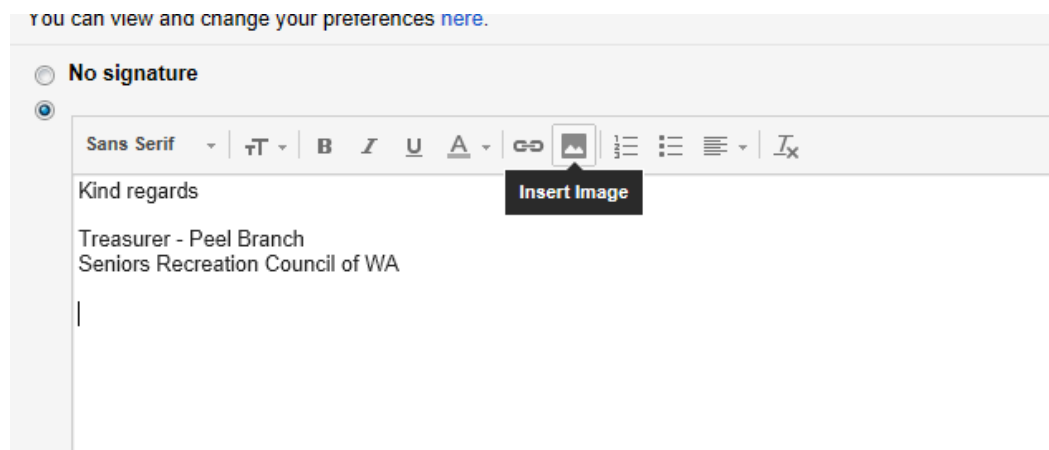 You can view and change your preferences here.
No signature
Sans Serif
B I U A
Insert Image
Kind regards
Treasurer - Peel Branch
Seniors Recreation Council of WA